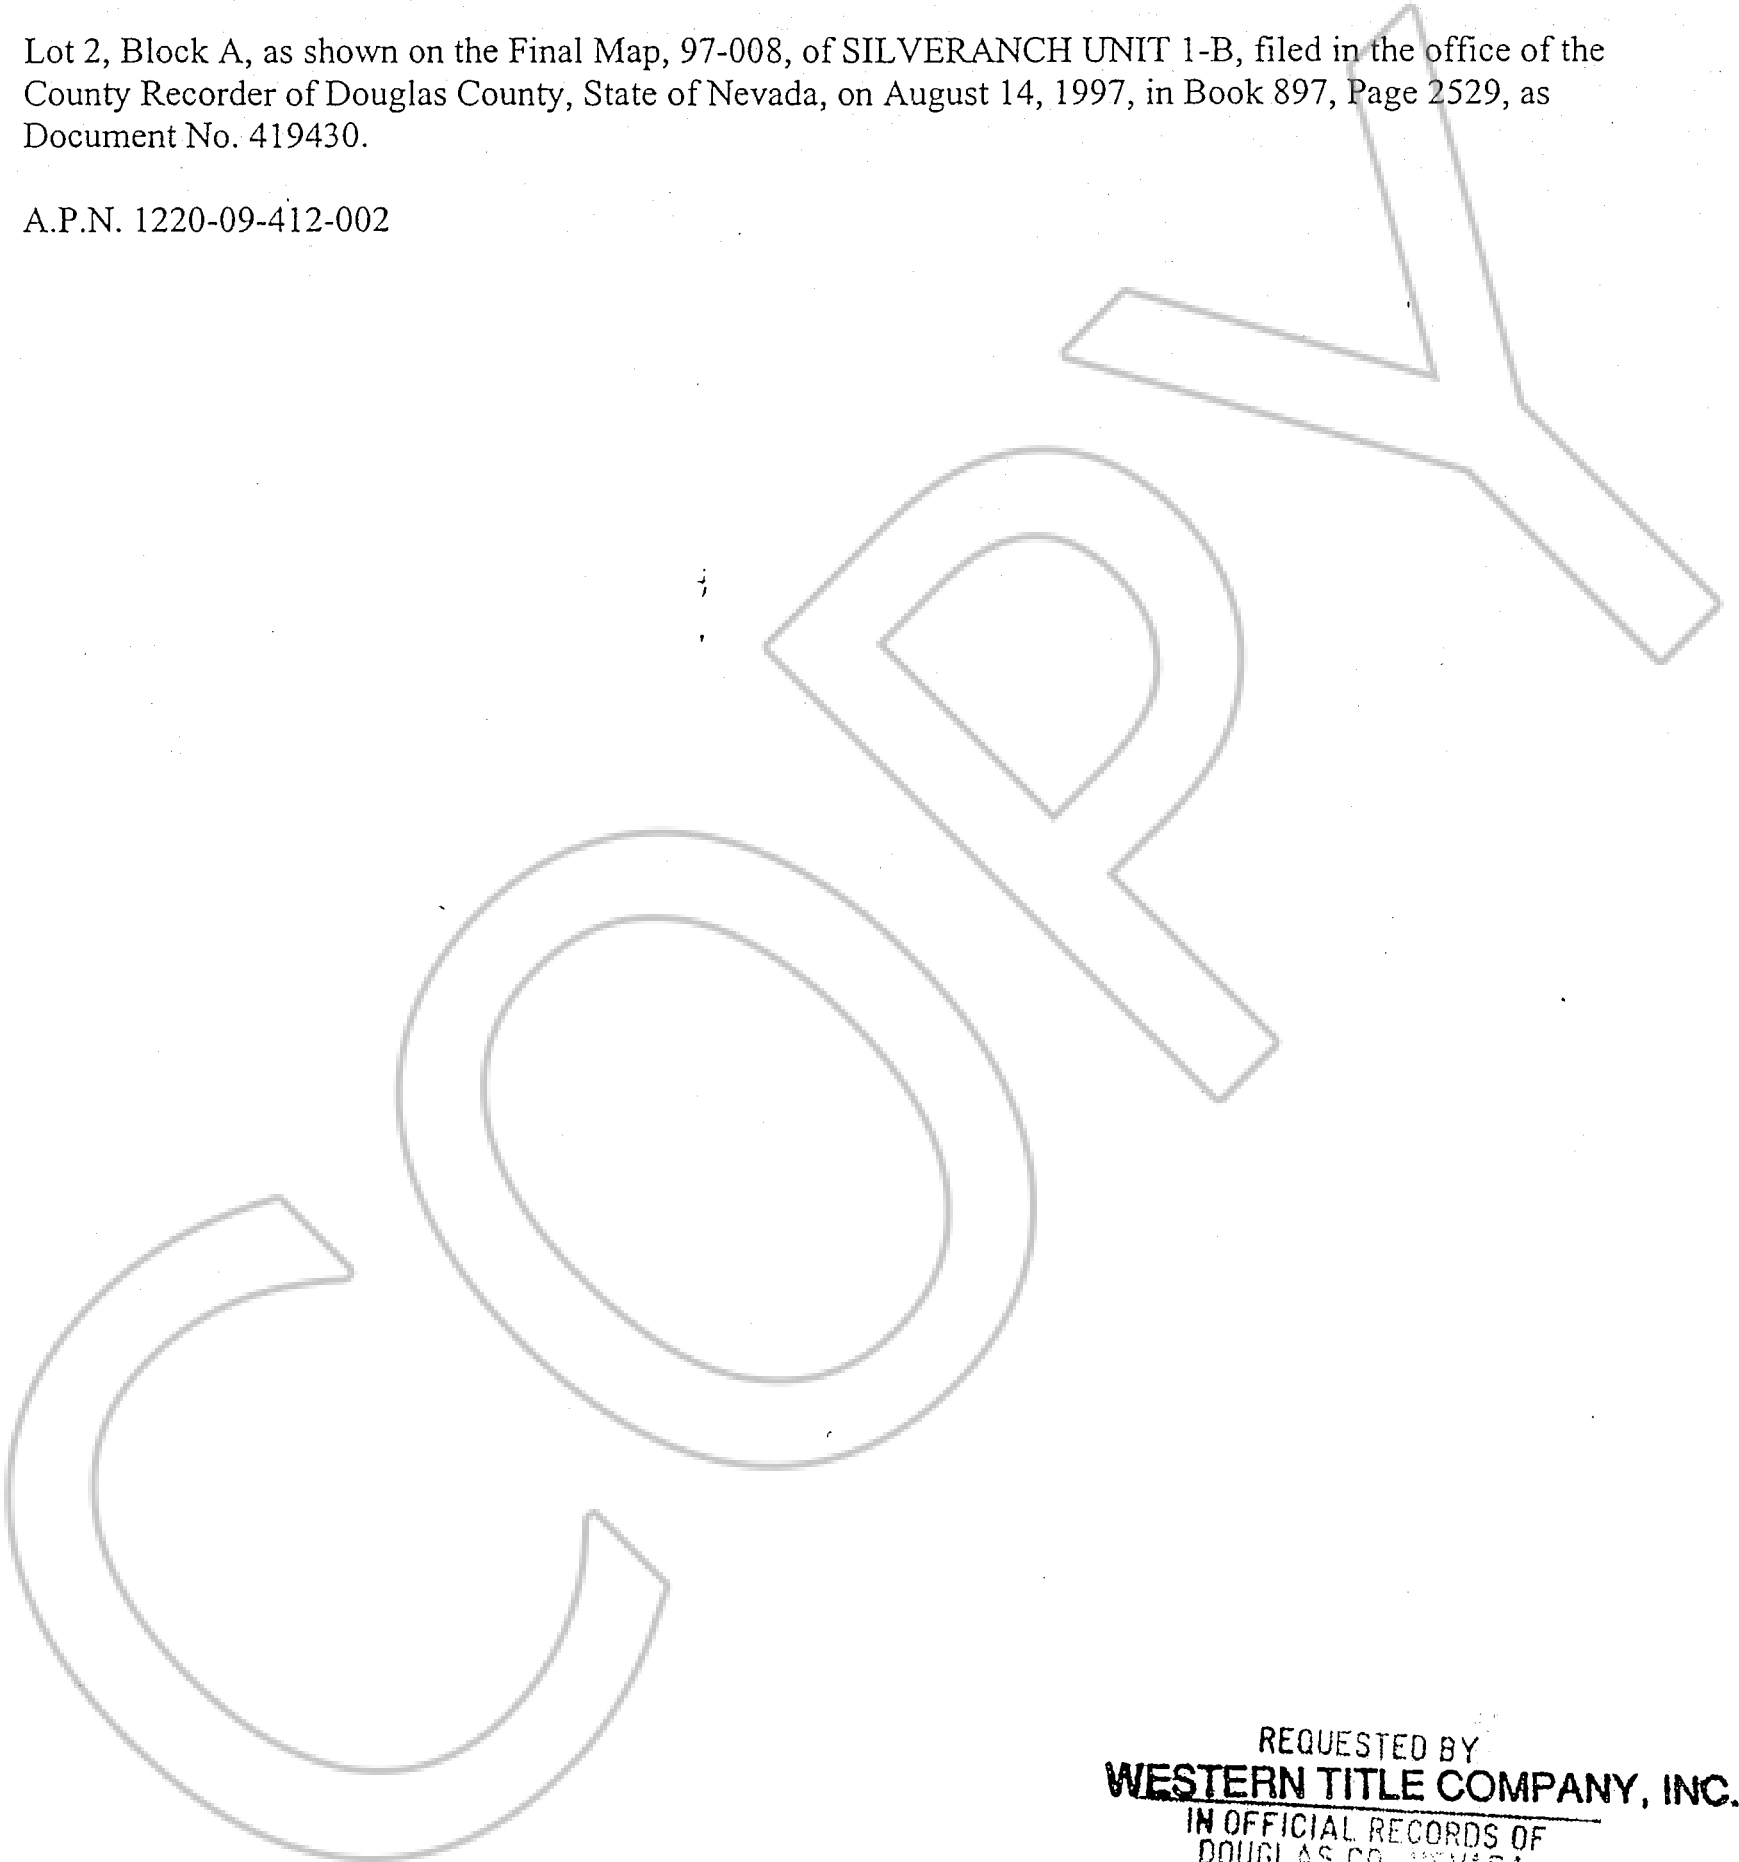 Lot 2, Block A, as shown on the Final Map, 97-008, of SILVERANCH UNIT 1-B, filed in the office of the
County Recorder of Douglas County, State of Nevada, on August 14, 1997, in Book 897, Page 2529, as
Document No. 419430.
A.P.N. 1220-09-412-002
COPY
REQUESTED BY
WESTERN TITLE COMPANY, INC.
IN OFFICIAL RECORDS OF
DOUGLAS CO.